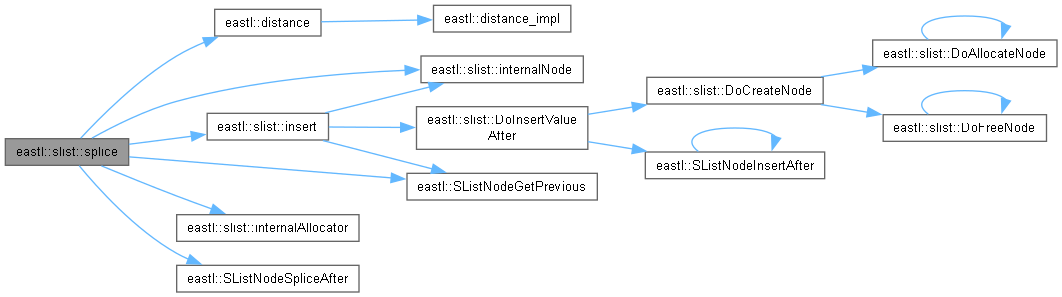 eastl::slist::splice
eastl::distance
eastl::distance_impl
eastl::slist::internalNode
eastl::slist::insert
eastl::slist::DoInsertValue
After
eastl::SListNodeGetPrevious
eastl::slist::internalAllocator
eastl::SListNodeSpliceAfter
eastl::slist::DoCreateNode
eastl::SListNodeInsertAfter
eastl::slist::DoAllocateNode
eastl::slist::DoFreeNode